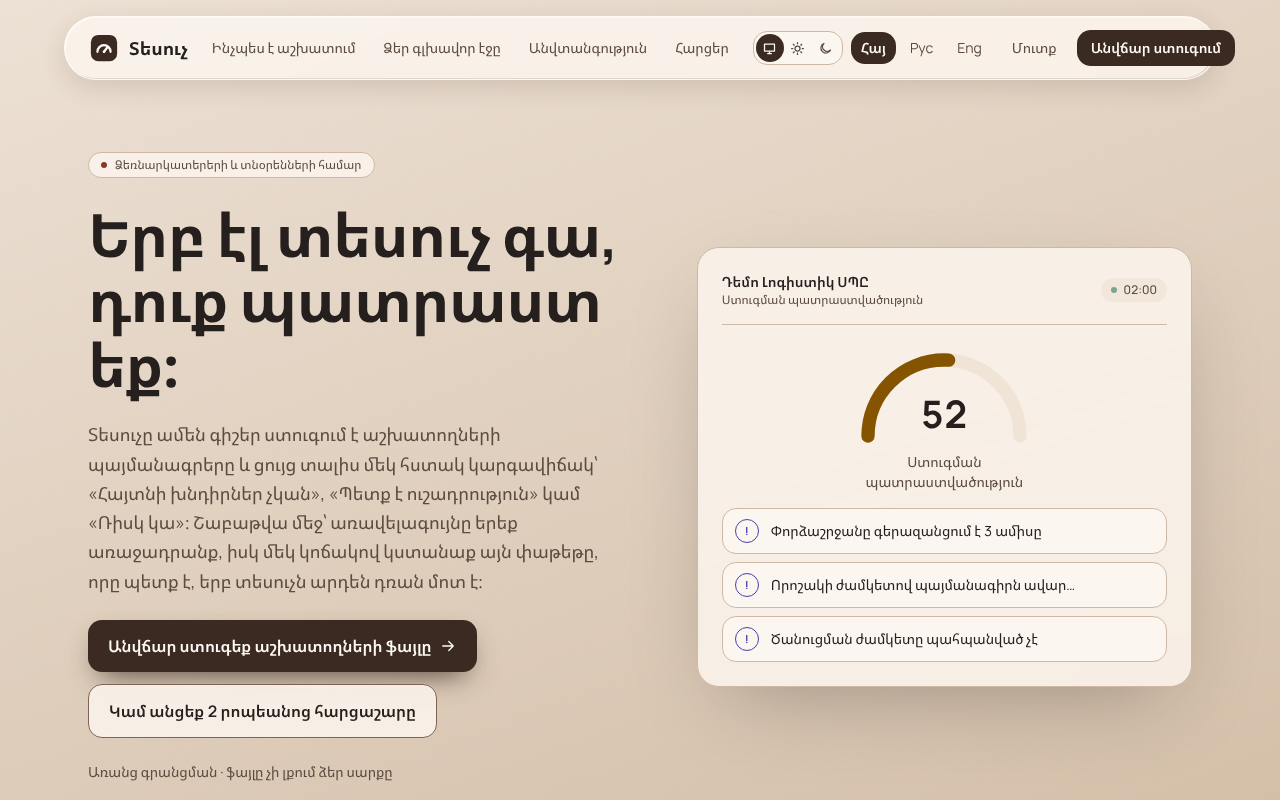 Տեսուչ
Ինչպես է աշխատում
Ձեր գլխավոր էջը
Անվտանգություն
Հարցեր
Հայ
Рус
Eng
Մուտք
Անվճար ստուգում
Ձեռնարկատերերի և տնօրենների համար
Երբ էլ տեսուչ գա,
դուք պատրաստ
եք:
Տեսուչը ամեն գիշեր ստուգում է աշխատողների
պայմանագրերը և ցույց տալիս մեկ հստակ կարգավիճակ՝
«Հայտնի խնդիրներ չկան», «Պետք է ուշադրություն» կամ
«Ռիսկ կա»: Շաբաթվա մեջ՝ առավելագույնը երեք
առաջադրանք, իսկ մեկ կոճակով կստանաք այն փաթեթը,
որը պետք է, երբ տեսուչն արդեն դռան մոտ է:
Անվճար ստուգեք աշխատողների ֆայլը →
Կամ անցեք 2 րոպեանոց հարցաշարը
Առանց գրանցման · ֆայլը չի լքում ձեր սարքը
Դեմո Լոգիստիկ ՍՊԸ
Ստուգման պատրաստվածություն
02:00
52
Ստուգման
պատրաստվածություն
! Փորձաշրջանը գերազանցում է 3 ամիսը
! Որոշակի ժամկետով պայմանագիրն ավար…
! Ծանուցման ժամկետը պահպանված չէ